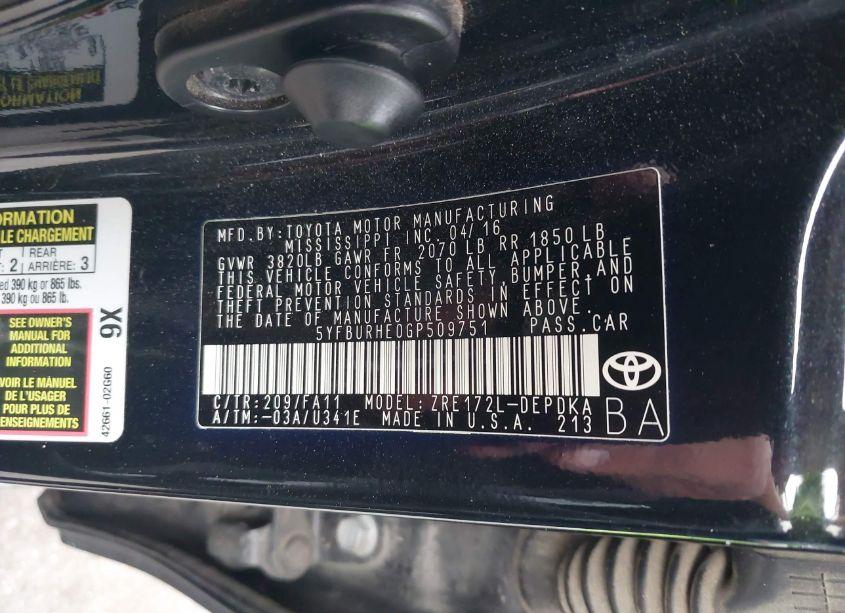 ORMATION
LE CHARGEMENT
2
REAR
ARRIÈRE: 3
ed 390 kg or 865 lbs.
390 kg ou 865 lb.
SEE OWNER'S
MANUAL FOR
ADDITIONAL
INFORMATION
VOIR LE MANUEL
DE L'USAGER
POUR PLUS DE
RENSEIGNEMENTS
9X
42661-02G60
MFD.BY:TOYOTA MOTOR MANUFACTURING
MISSISSIPPI INC. 04/16
GVWR 3820LB GAWR FR 2070 LB RR 1850 LB
THIS VEHICLE CONFORMS TO ALL APPLICABLE
FEDERAL MOTOR VEHICLE SAFETY, BUMPER, AND
THEFT PREVENTION STANDARDS IN EFFECT ON
THE DATE OF MANUFACTURE SHOWN ABOVE.
5YFBURHE0GP509751 PASS.CAR
C/TR:209/FA11 MODEL:ZRE172L-DEPDKA
A/TM:-03A/U341E MADE IN U.S.A. 213
BA